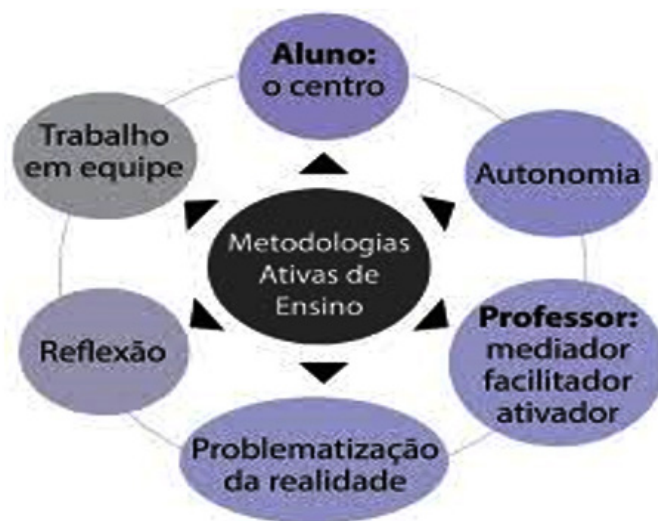 Aluno:
o centro
Autonomia
Professor:
mediador
facilitador
ativador
Problematização
da realidade
Reflexão
Trabalho
em equipe
Metodologias
Ativas de
Ensino